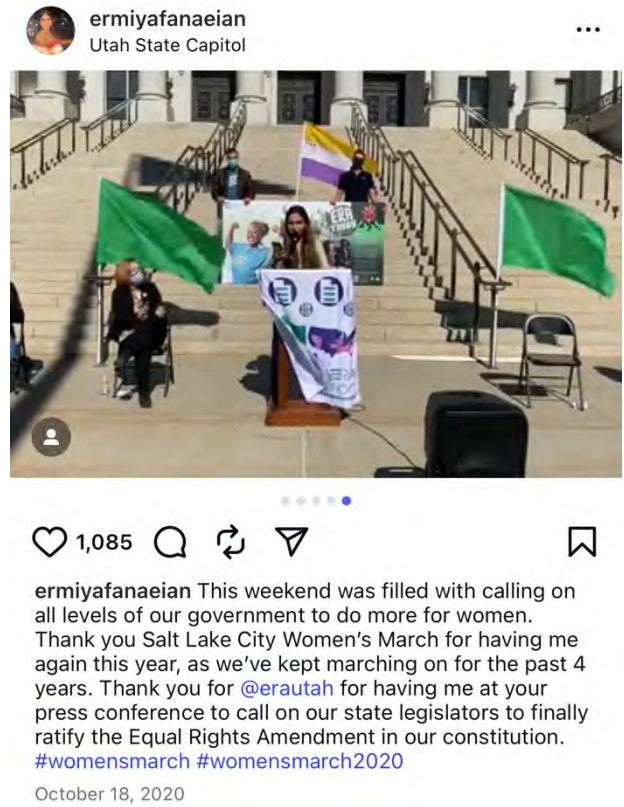 ermiyafanaeian
Utah State Capitol
ERA
1,085
ermiyafanaeian This weekend was filled with calling on
all levels of our government to do more for women.
Thank you Salt Lake City Women's March for having me
again this year, as we've kept marching on for the past 4
years. Thank you for @erautah for having me at your
press conference to call on our state legislators to finally
ratify the Equal Rights Amendment in our constitution.
#womensmarch #womensmarch2020
October 18, 2020